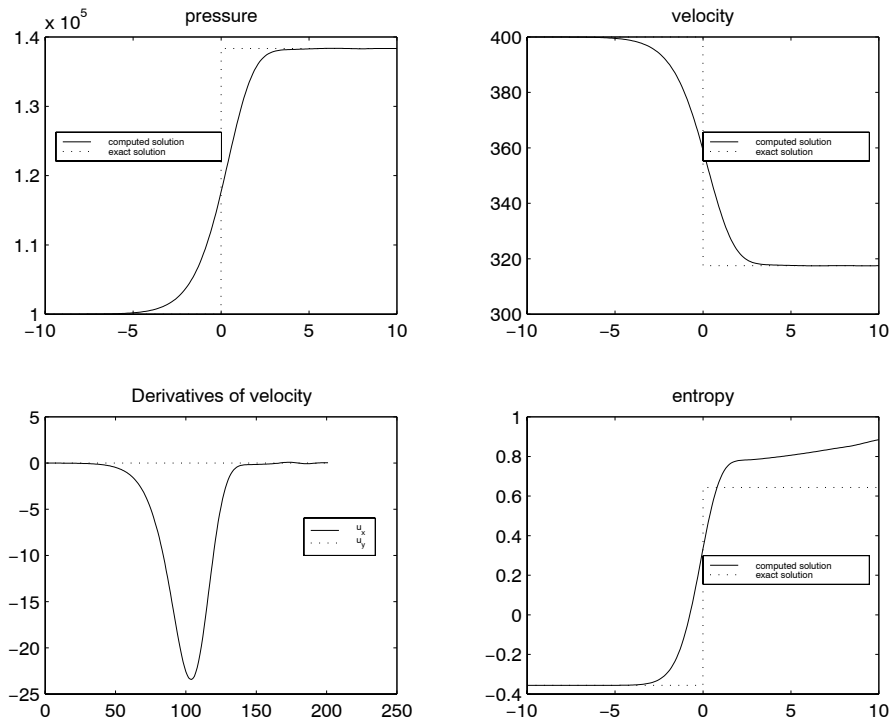 pressure
x 10^5
1.4
1.3
1.2
1.1
1
computed solution
exact solution
−10 −5 0 5 10
velocity
400
380
360
340
320
300
computed solution
exact solution
−10 −5 0 5 10
Derivatives of velocity
5
0
−5
−10
−15
−20
−25
u_x
u_y
0 50 100 150 200 250
entropy
1
0.8
0.6
0.4
0.2
0
−0.2
−0.4
computed solution
exact solution
−10 −5 0 5 10